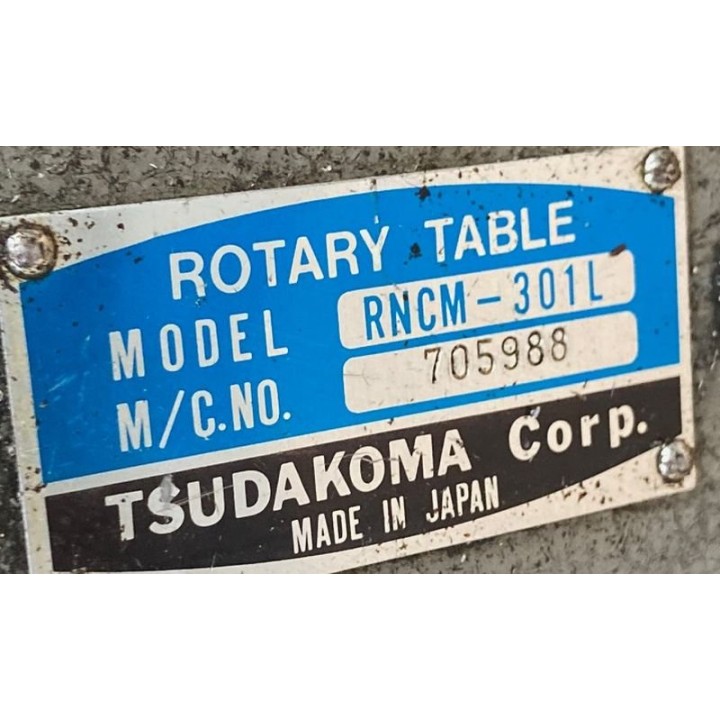 ROTARY TABLE
MODEL RNCM-301L
M/C.NO. 705988
TSUDAKOMA Corp.
MADE IN JAPAN